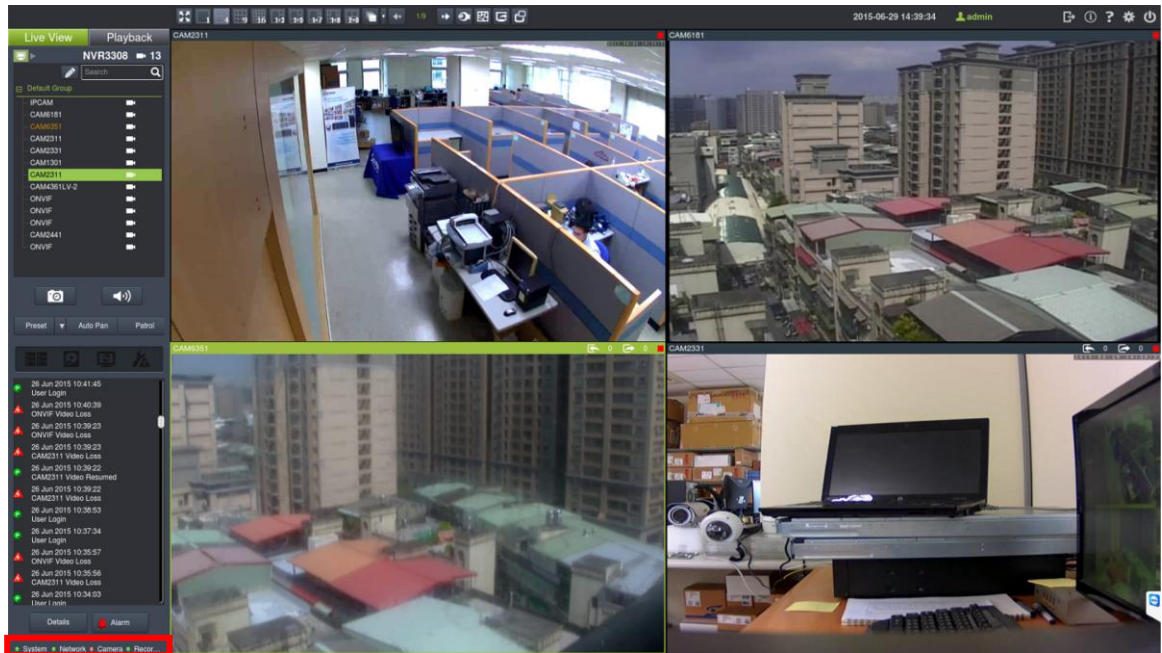 1/9
2015-06-29 14:39:34 admin
Live View Playback
NVR3308 13
Search
Default Group
IPCAM
CAM6181
CAM6351
CAM2311
CAM2331
CAM1301
CAM2311
CAM4361LV-2
ONVIF
ONVIF
ONVIF
CAM2441
ONVIF
Preset Auto Pan Patrol
26 Jun 2015 10:41:45
User Login
26 Jun 2015 10:40:39
ONVIF Video Loss
26 Jun 2015 10:39:23
ONVIF Video Loss
26 Jun 2015 10:39:23
CAM2311 Video Loss
26 Jun 2015 10:39:22
CAM2311 Video Resumed
26 Jun 2015 10:39:22
CAM2311 Video Loss
26 Jun 2015 10:38:53
User Login
26 Jun 2015 10:37:34
User Login
26 Jun 2015 10:35:57
ONVIF Video Loss
26 Jun 2015 10:35:56
CAM2311 Video Loss
26 Jun 2015 10:34:03
User Login
Details Alarm
System Network Camera Recor...
CAM2311
CAM6181
CAM6351 0 0
CAM2331 0 0